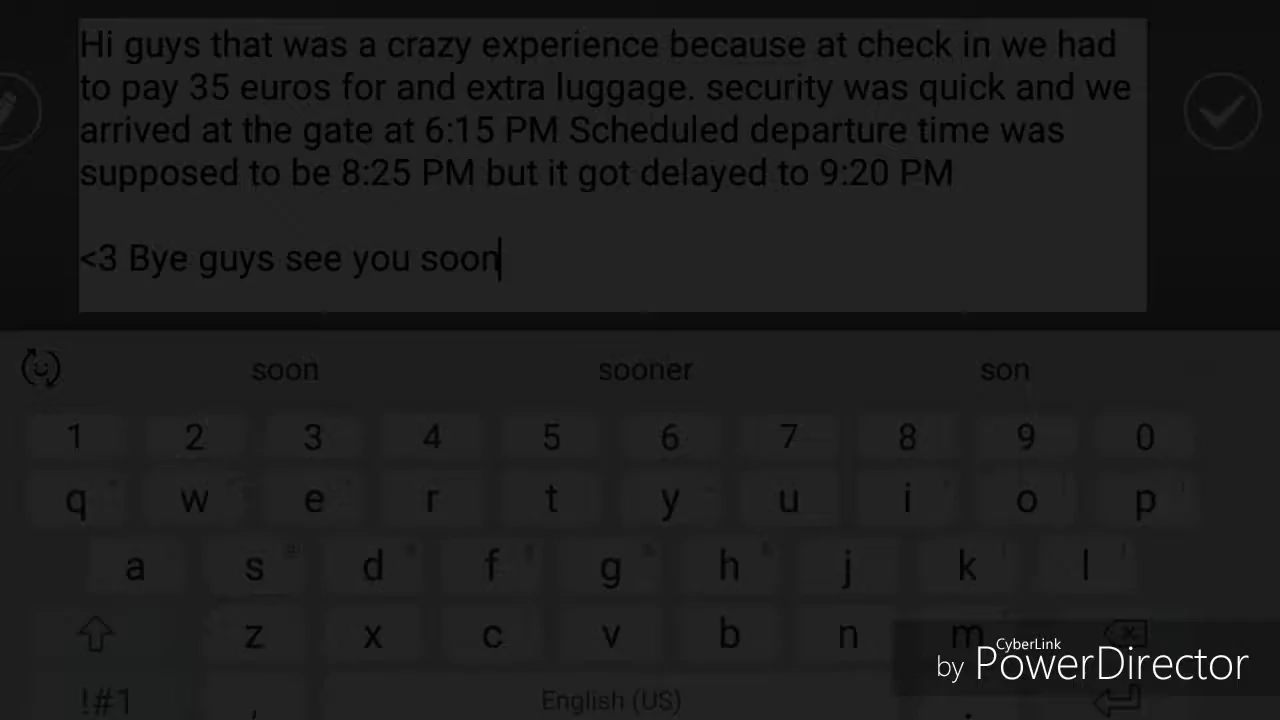 Hi guys that was a crazy experience because at check in we had
to pay 35 euros for and extra luggage. security was quick and we
arrived at the gate at 6:15 PM Scheduled departure time was
supposed to be 8:25 PM but it got delayed to 9:20 PM
<3 Bye guys see you soon
soon sooner son
1 2 3 4 5 6 7 8 9 0
q w e r t y u i o p
a s d f g h j k l
z x c v b n m
CyberLink
by PowerDirector
!#1 , English (US) .